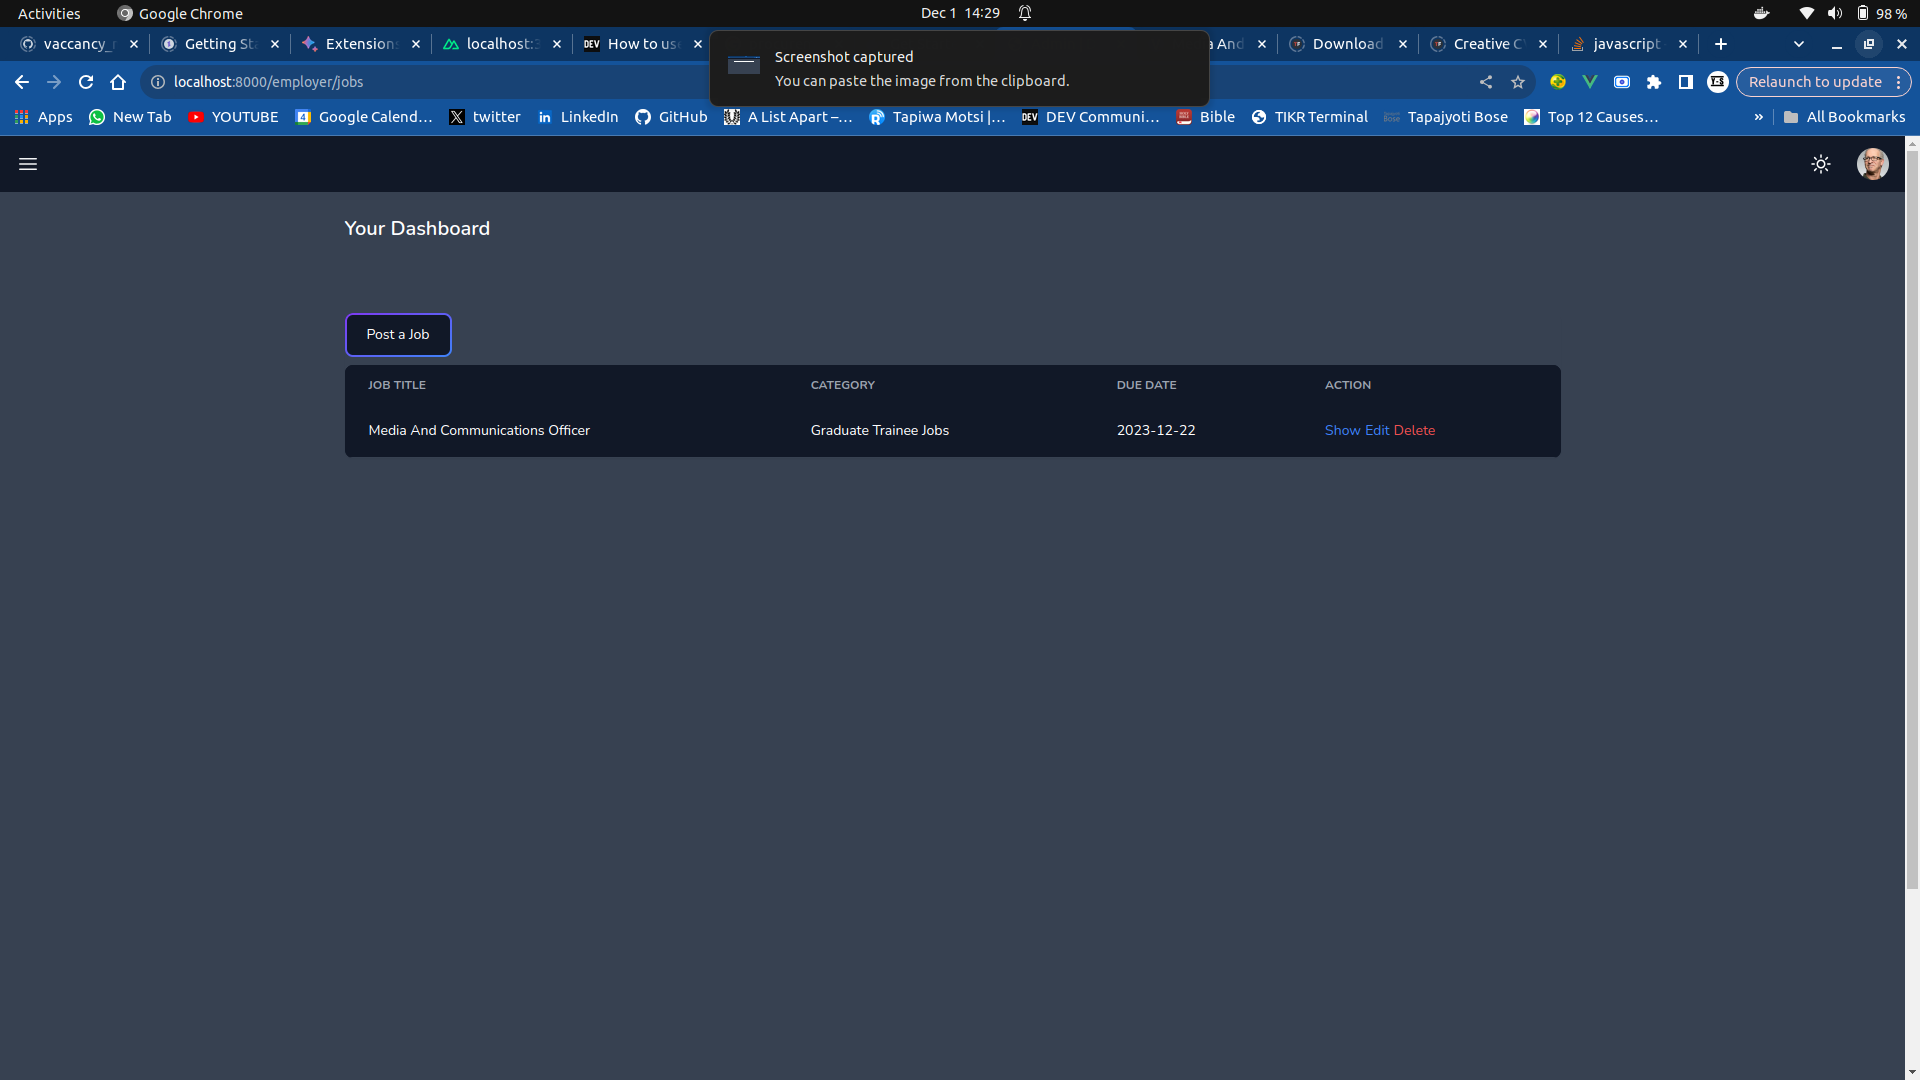 Activities Google Chrome Dec 1 14:29 98 %
vaccancy_ Getting Sta Extensions localhost:3 How to use a And Download Creative C javascript
Screenshot captured
You can paste the image from the clipboard.
localhost:8000/employer/jobs Relaunch to update
Apps New Tab YOUTUBE Google Calend… twitter LinkedIn GitHub A List Apart –… Tapiwa Motsi |… DEV Communi… Bible TIKR Terminal Tapajyoti Bose Top 12 Causes… » All Bookmarks
Your Dashboard
Post a Job
JOB TITLE CATEGORY DUE DATE ACTION
Media And Communications Officer Graduate Trainee Jobs 2023-12-22 Show Edit Delete